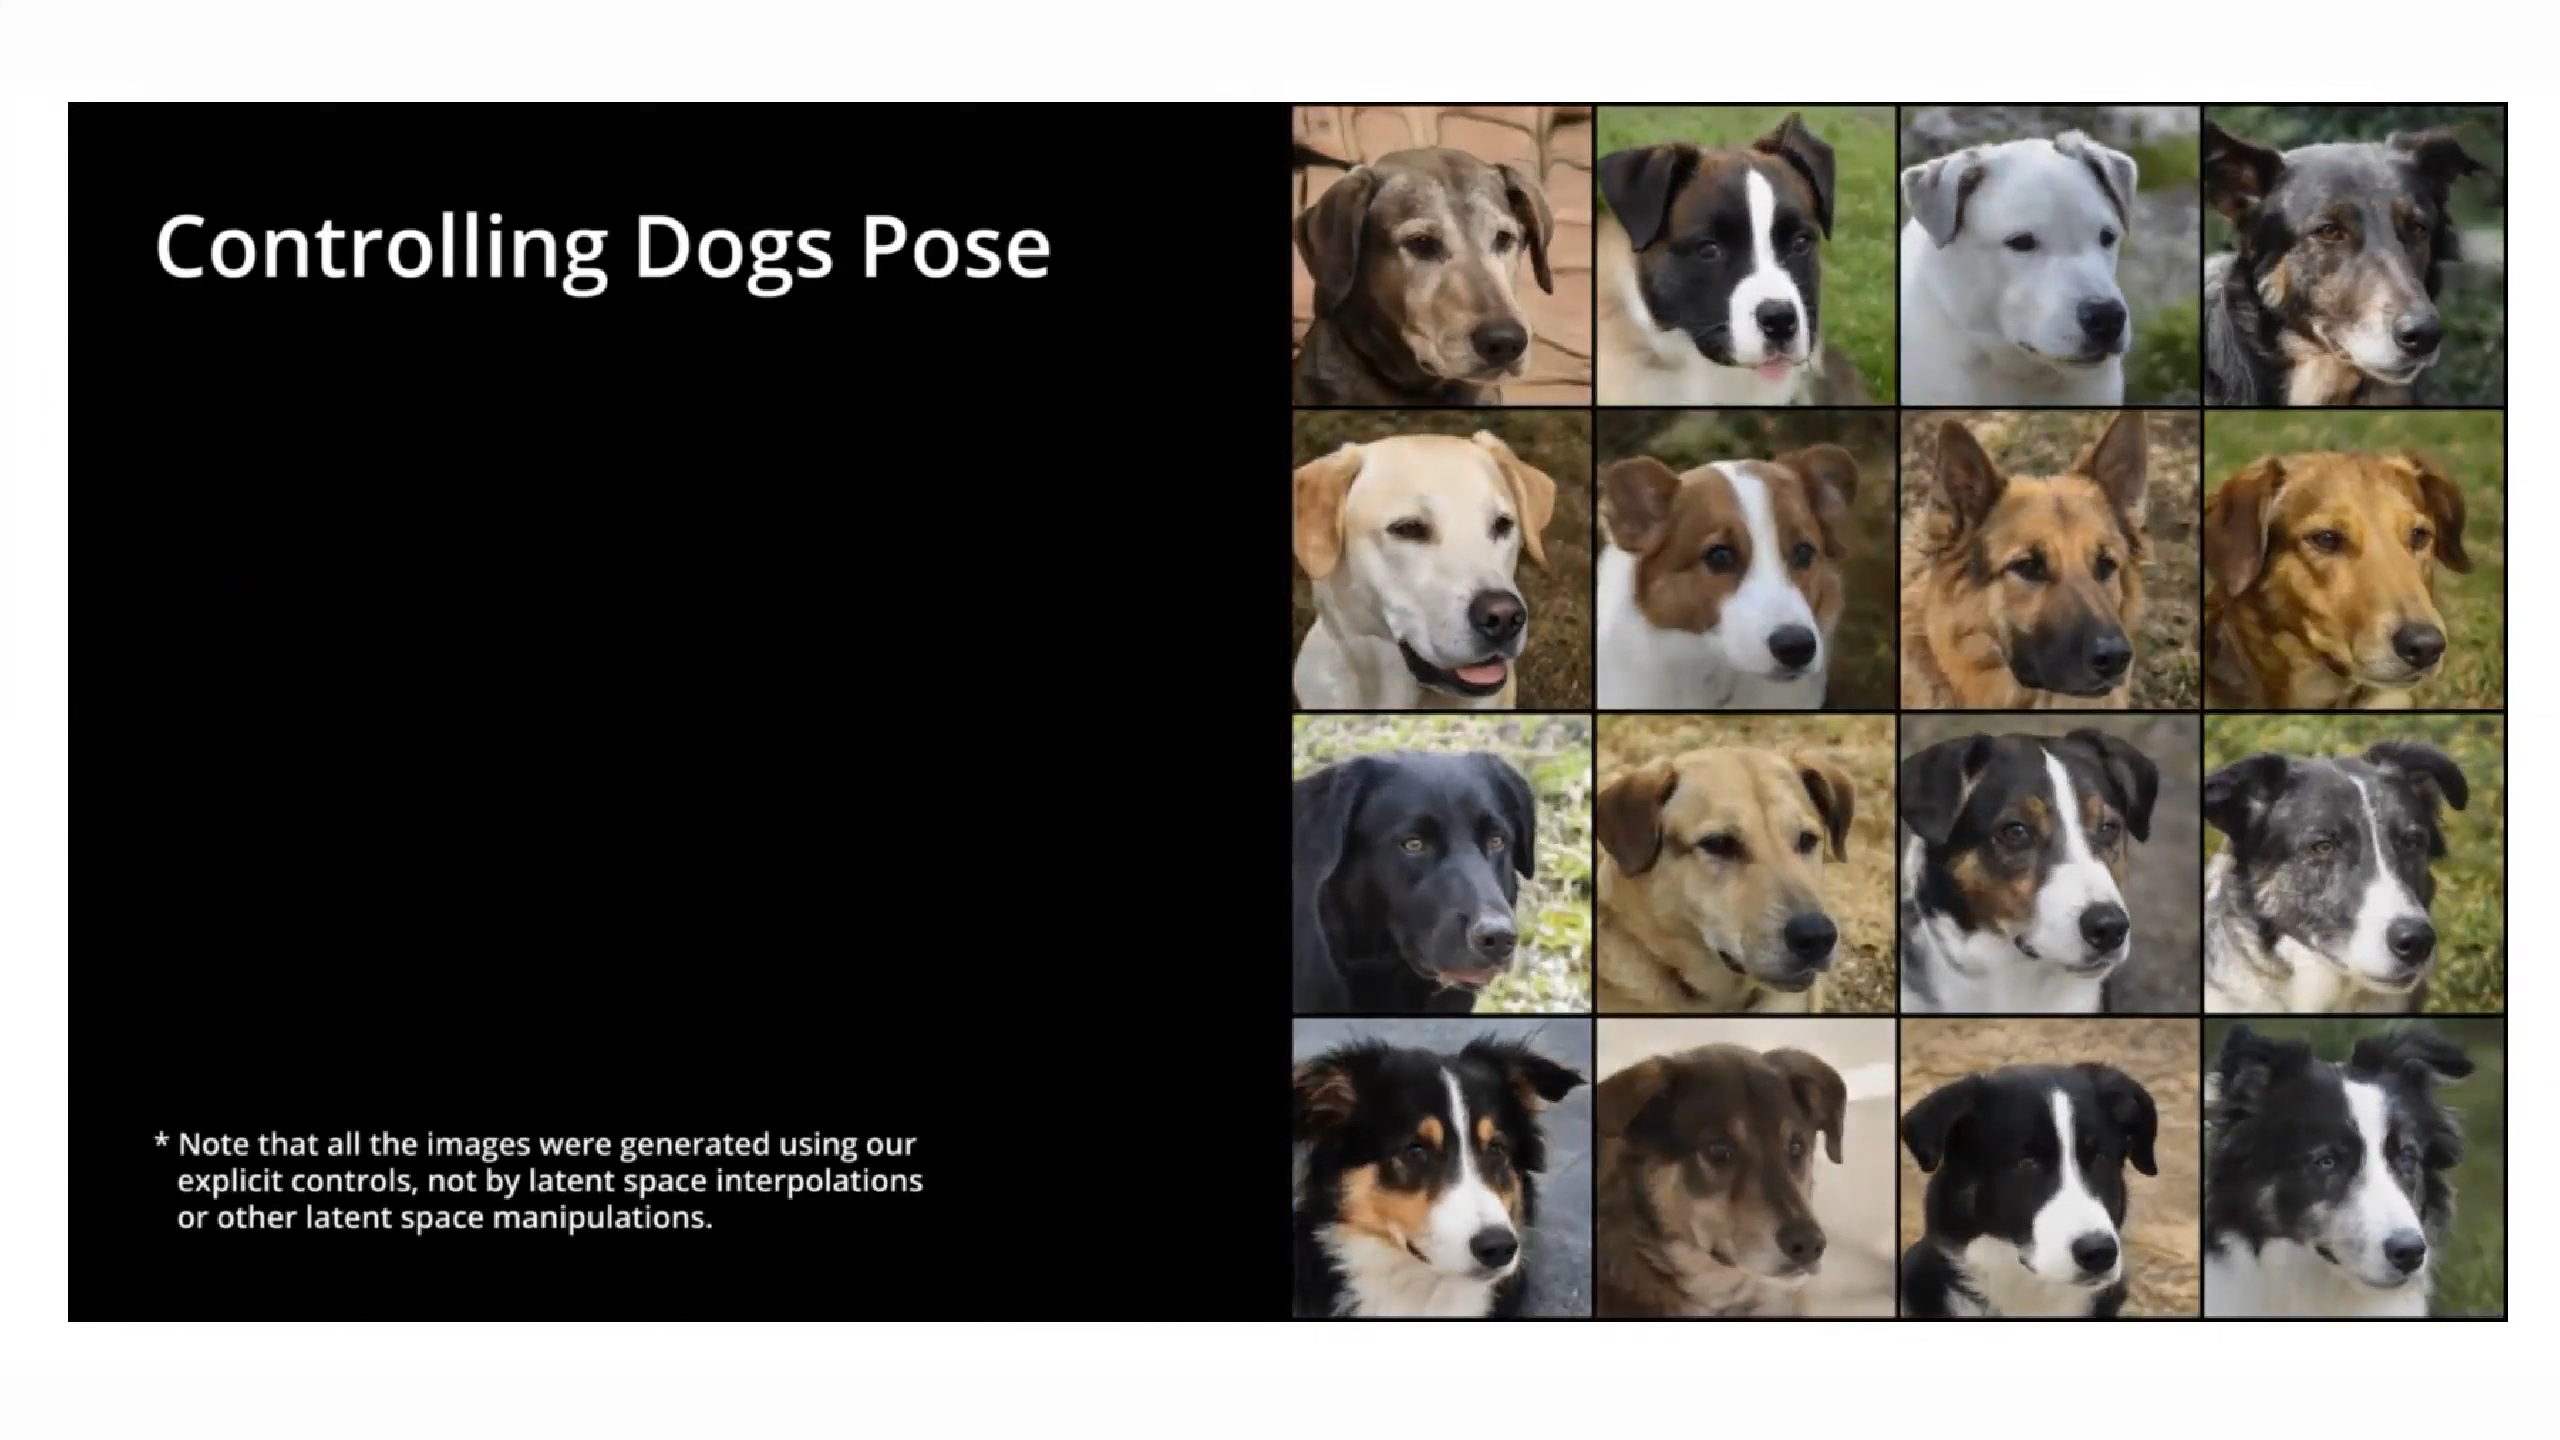 Controlling Dogs Pose
* Note that all the images were generated using our
explicit controls, not by latent space interpolations
or other latent space manipulations.